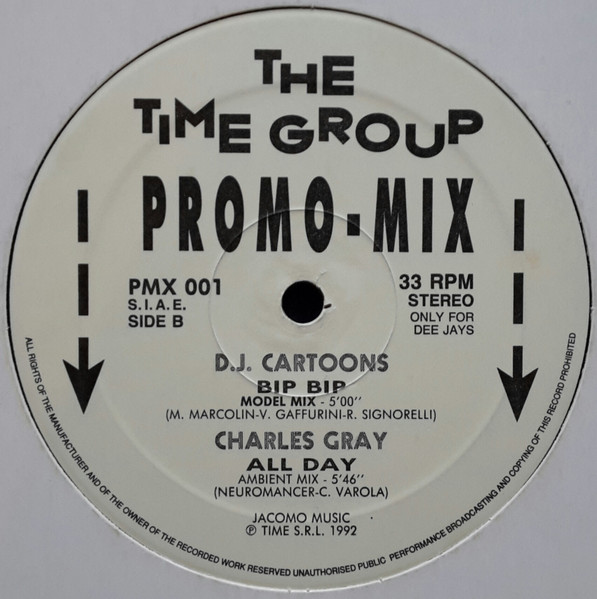 THE
TIME GROUP
PROMO-MIX
PMX 001
S.I.A.E.
SIDE B
33 RPM
STEREO
ONLY FOR
DEE JAYS
D.J. CARTOONS
BIP BIP
MODEL MIX - 5'00''
(M. MARCOLIN-V. GAFFURINI-R. SIGNORELLI)
CHARLES GRAY
ALL DAY
AMBIENT MIX - 5'46''
(NEUROMANCER-C. VAROLA)
JACOMO MUSIC
℗ TIME S.R.L. 1992
ALL RIGHTS OF THE MANUFACTURER AND OF THE OWNER OF THE RECORDED WORK RESERVED UNAUTHORISED PUBLIC PERFORMANCE BROADCASTING AND COPYING OF THIS RECORD PROHIBITED